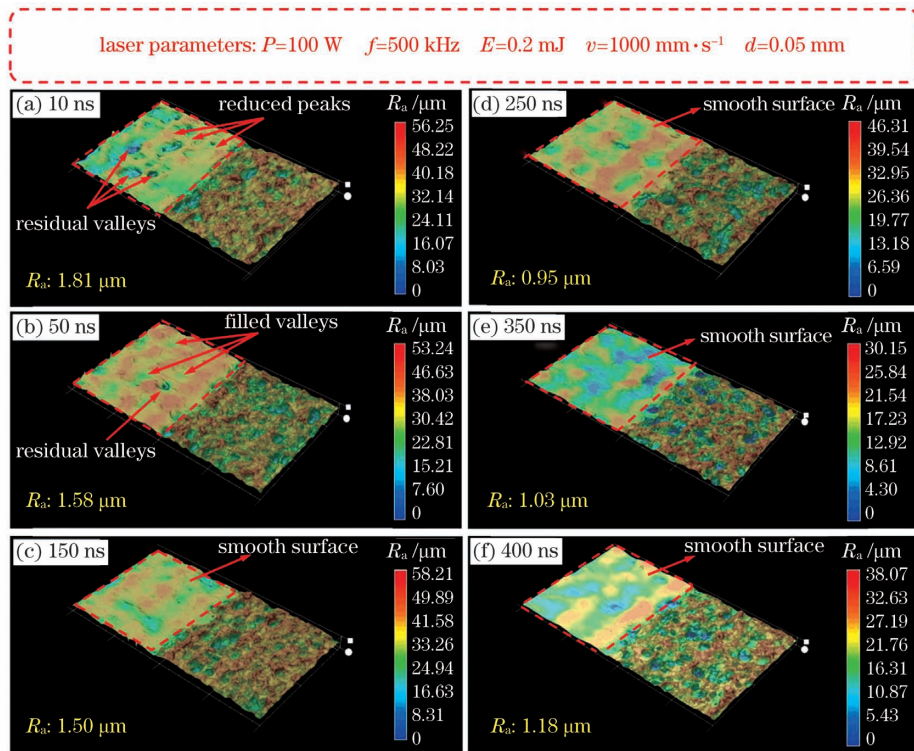 laser parameters: P=100 W f=500 kHz E=0.2 mJ v=1000 mm·s⁻¹ d=0.05 mm
(a) 10 ns
reduced peaks
residual valleys
Ra: 1.81 μm
Ra /μm
56.25
48.22
40.18
32.14
24.11
16.07
8.03
0
(b) 50 ns
filled valleys
residual valleys
Ra: 1.58 μm
Ra /μm
53.24
46.63
38.03
30.42
22.81
15.21
7.60
0
(c) 150 ns
smooth surface
Ra: 1.50 μm
Ra /μm
58.21
49.89
41.58
33.26
24.94
16.63
8.31
0
(d) 250 ns
smooth surface
Ra: 0.95 μm
Ra /μm
46.31
39.54
32.95
26.36
19.77
13.18
6.59
0
(e) 350 ns
smooth surface
Ra: 1.03 μm
Ra /μm
30.15
25.84
21.54
17.23
12.92
8.61
4.30
0
(f) 400 ns
smooth surface
Ra: 1.18 μm
Ra /μm
38.07
32.63
27.19
21.76
16.31
10.87
5.43
0